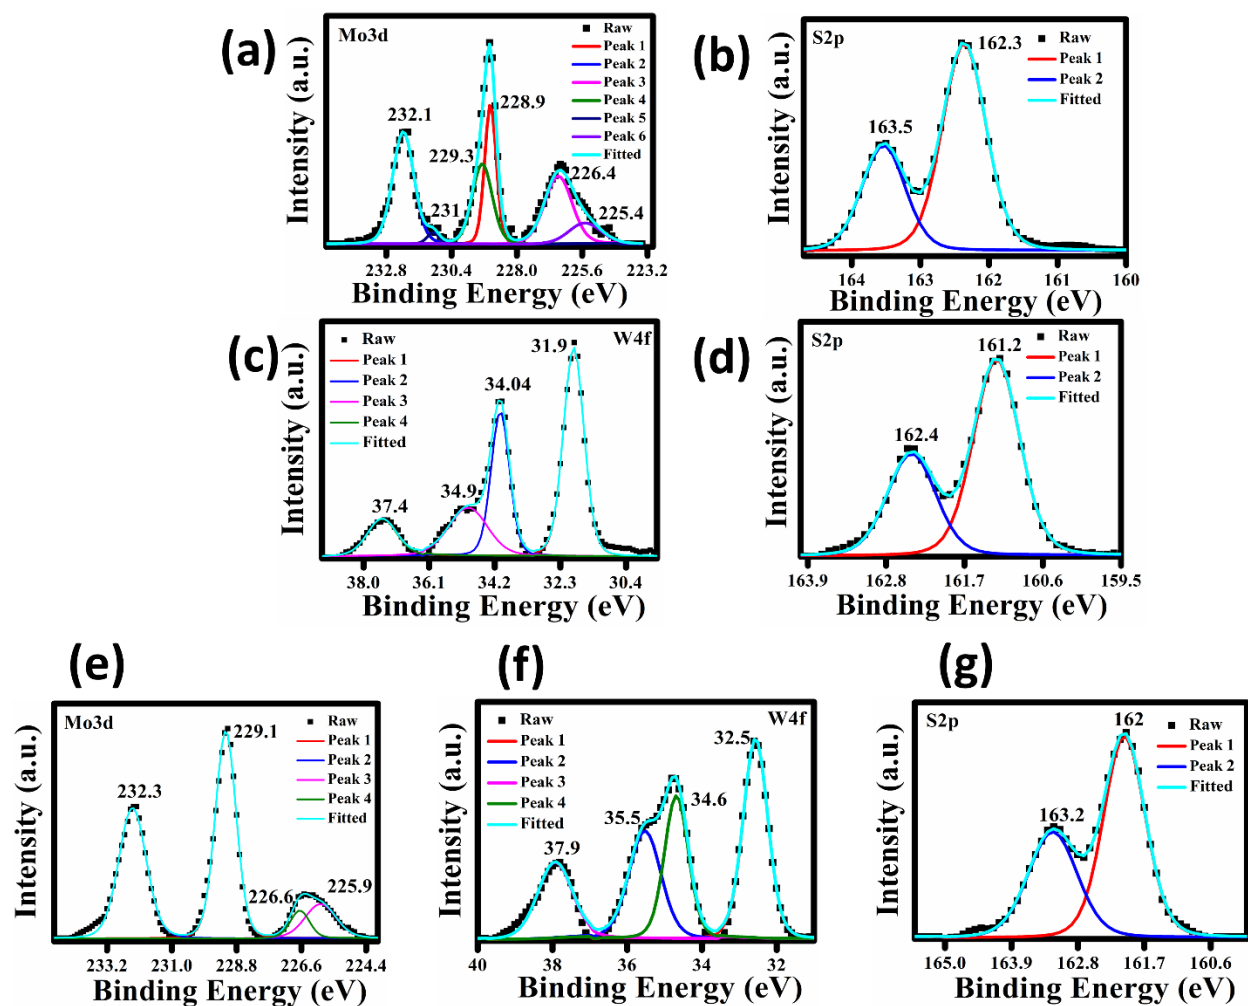 (a)
Mo3d
Raw
Peak 1
Peak 2
Peak 3
Peak 4
Peak 5
Peak 6
Fitted
232.1
231
229.3
228.9
226.4
225.4
232.8 230.4 228.0 225.6 223.2
Binding Energy (eV)
Intensity (a.u.)
(b)
S2p
Raw
Peak 1
Peak 2
Fitted
163.5
162.3
164 163 162 161 160
Binding Energy (eV)
Intensity (a.u.)
(c)
W4f
Raw
Peak 1
Peak 2
Peak 3
Peak 4
Fitted
37.4
34.9
34.04
31.9
38.0 36.1 34.2 32.3 30.4
Binding Energy (eV)
Intensity (a.u.)
(d)
S2p
Raw
Peak 1
Peak 2
Fitted
162.4
161.2
163.9 162.8 161.7 160.6 159.5
Binding Energy (eV)
Intensity (a.u.)
(e)
Mo3d
Raw
Peak 1
Peak 2
Peak 3
Peak 4
Fitted
232.3
229.1
226.6
225.9
233.2 231.0 228.8 226.6 224.4
Binding Energy (eV)
Intensity (a.u.)
(f)
W4f
Raw
Peak 1
Peak 2
Peak 3
Peak 4
Fitted
37.9
35.5
34.6
32.5
40 38 36 34 32
Binding Energy (eV)
Intensity (a.u.)
(g)
S2p
Raw
Peak 1
Peak 2
Fitted
163.2
162
165.0 163.9 162.8 161.7 160.6
Binding Energy (eV)
Intensity (a.u.)